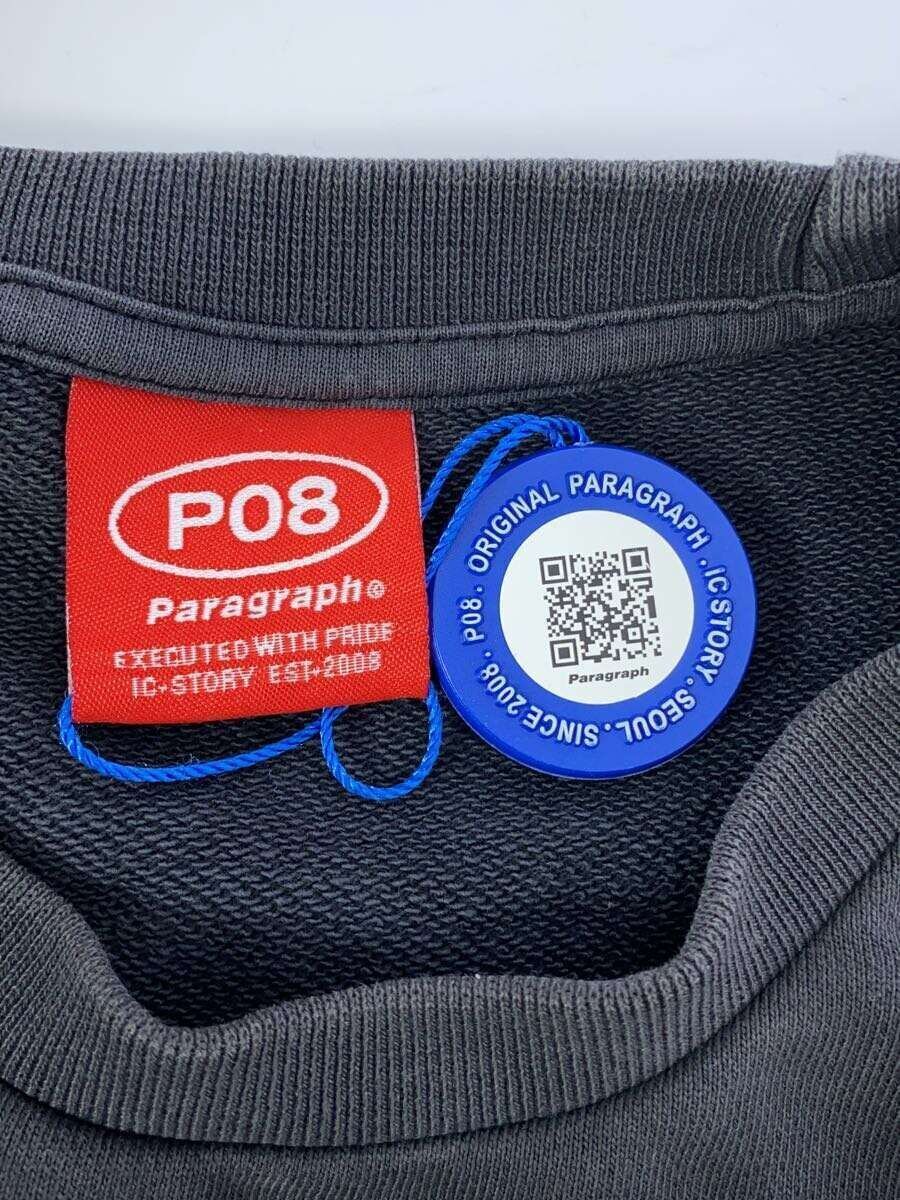 P08
Paragraph®
EXECUTED WITH PRIDE
IC+STORY EST+2008
P08. ORIGINAL PARAGRAPH .IC STORY. SEOUL. SINCE 2008.
Paragraph